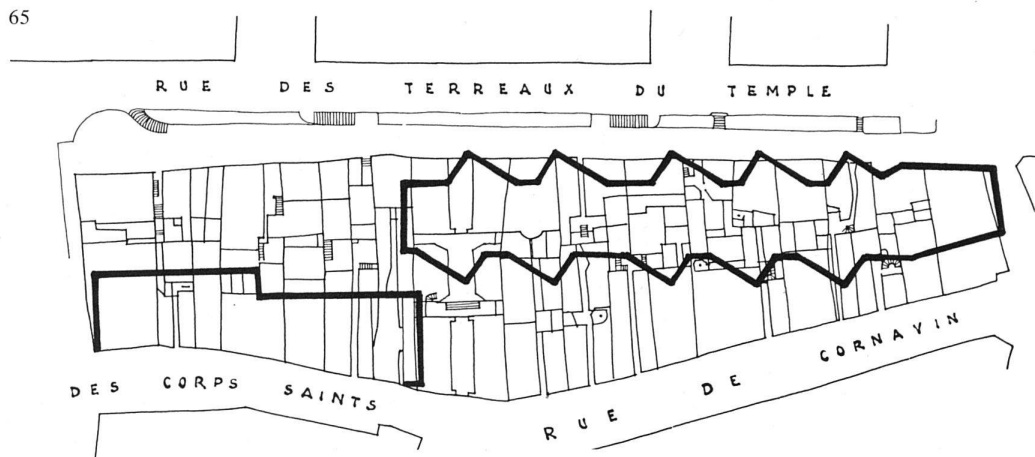 65
RUE DES TERREAUX DU TEMPLE
DES CORPS SAINTS
RUE DE CORNAVIN